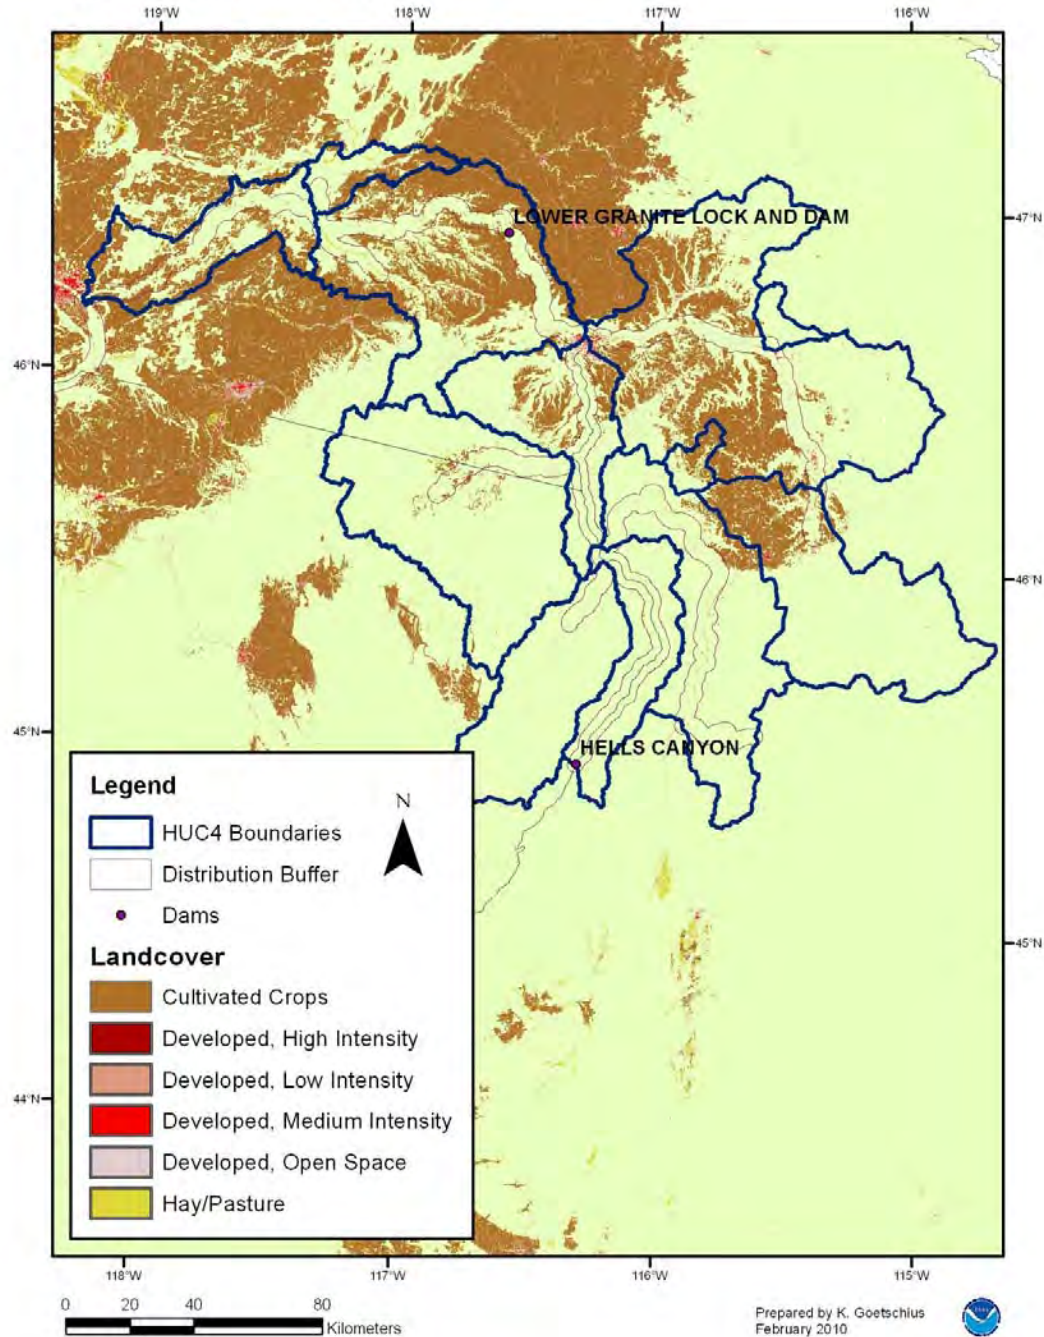 119°W 118°W 117°W 116°W
47°N
LOWER GRANITE LOCK AND DAM
46°N
46°N
45°N
HELLS CANYON
Legend
N
HUC4 Boundaries
Distribution Buffer
Dams
45°N
Landcover
Cultivated Crops
Developed, High Intensity
Developed, Low Intensity
44°N
Developed, Medium Intensity
Developed, Open Space
Hay/Pasture
118°W 117°W 116°W 115°W
0 20 40 80
Kilometers
Prepared by K. Goetschius
February 2010